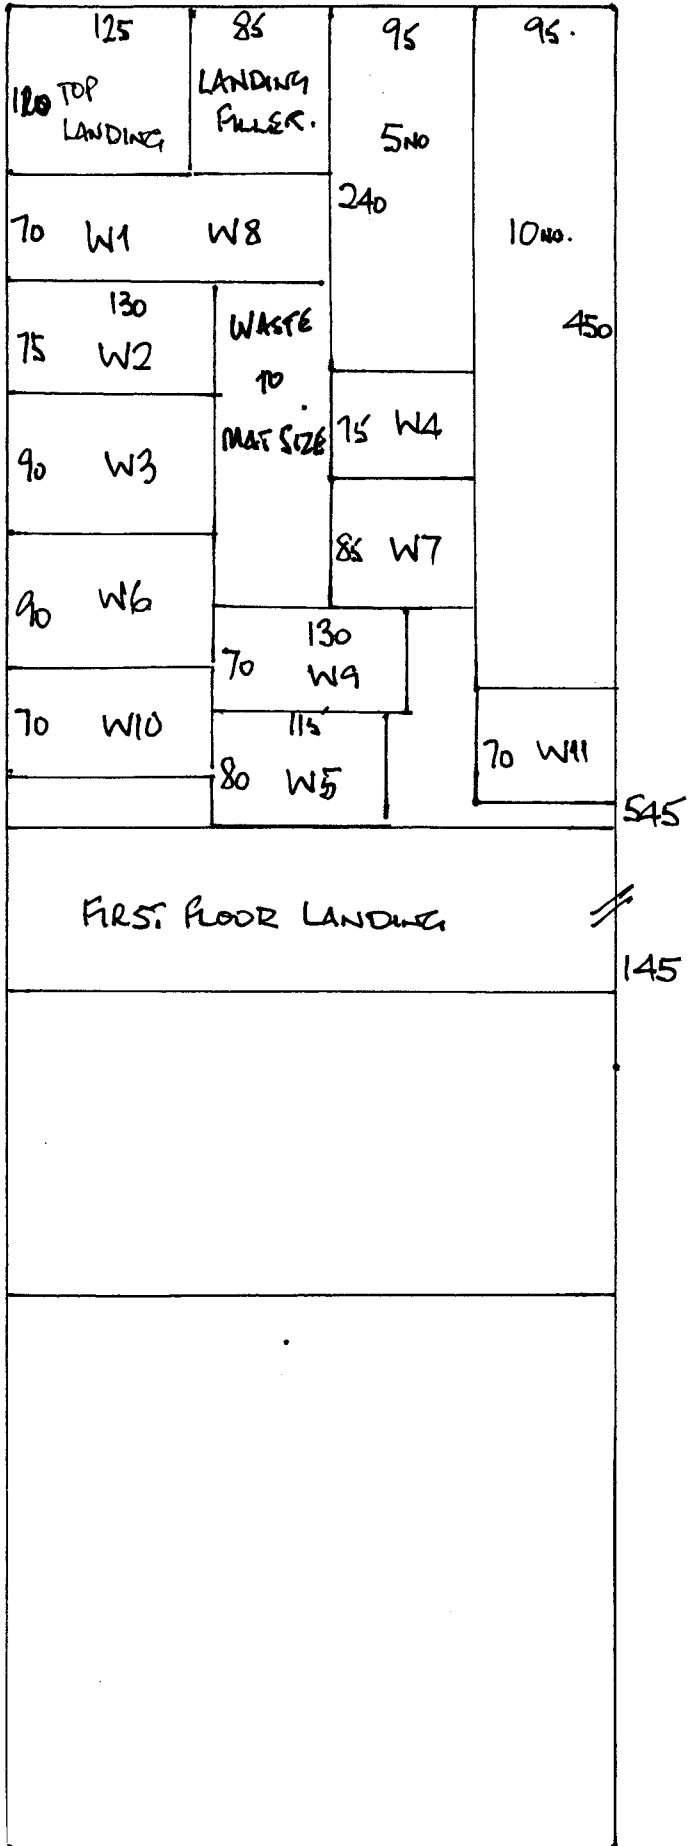 125 85 95 95.
120 TOP LANDING
LANDING FILLER.
5NO
240
10NO.
450
70 W1 W8
130
75 W2
WASTE
TO
MAT SIZE
75 W4
90 W3
85 W7
90 W6
130
70 W9
70 W10
115
80 W5
70 W11
545
FIRST FLOOR LANDING
145